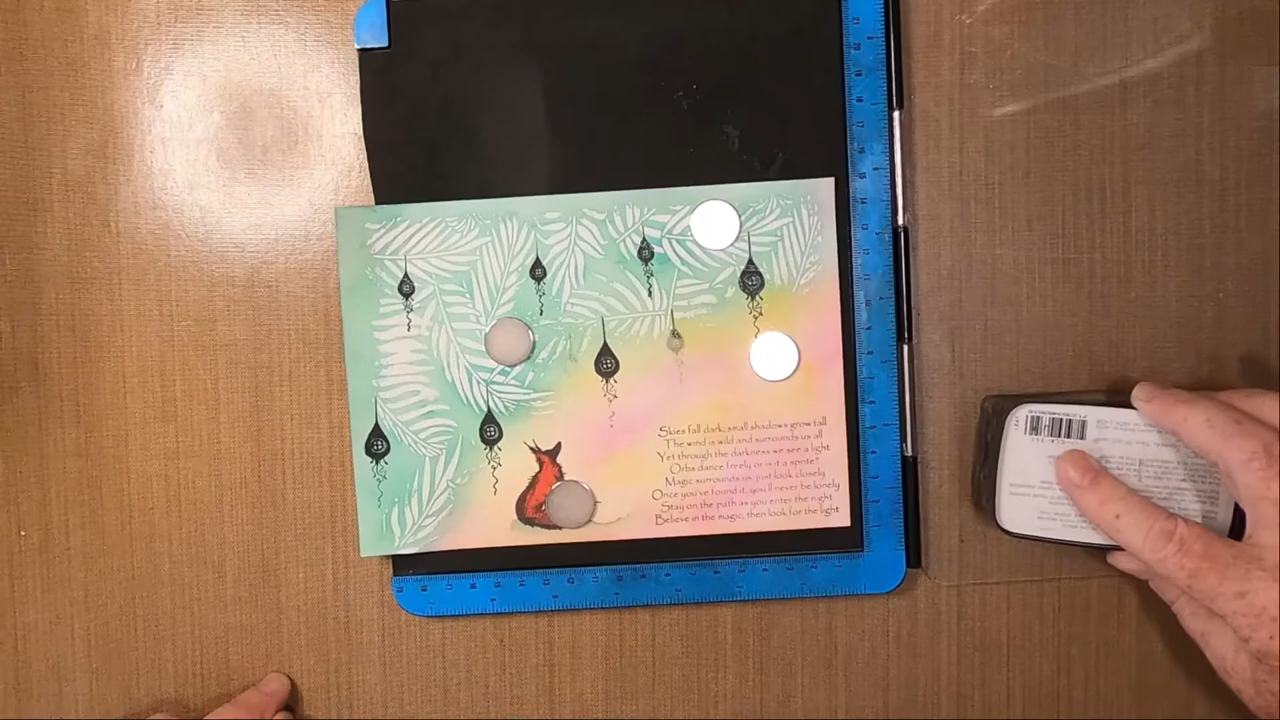 Skies fall dark, small shadows grow tall
The wind is wild and surrounds us all
Yet through the darkness we see a light
Orbs dance freely or is it a sprite?
Magic surrounds us, just look closely
Once you've found it, you'll never be lonely
Stay on the path as you enter the night
Believe in the magic, then look for the light